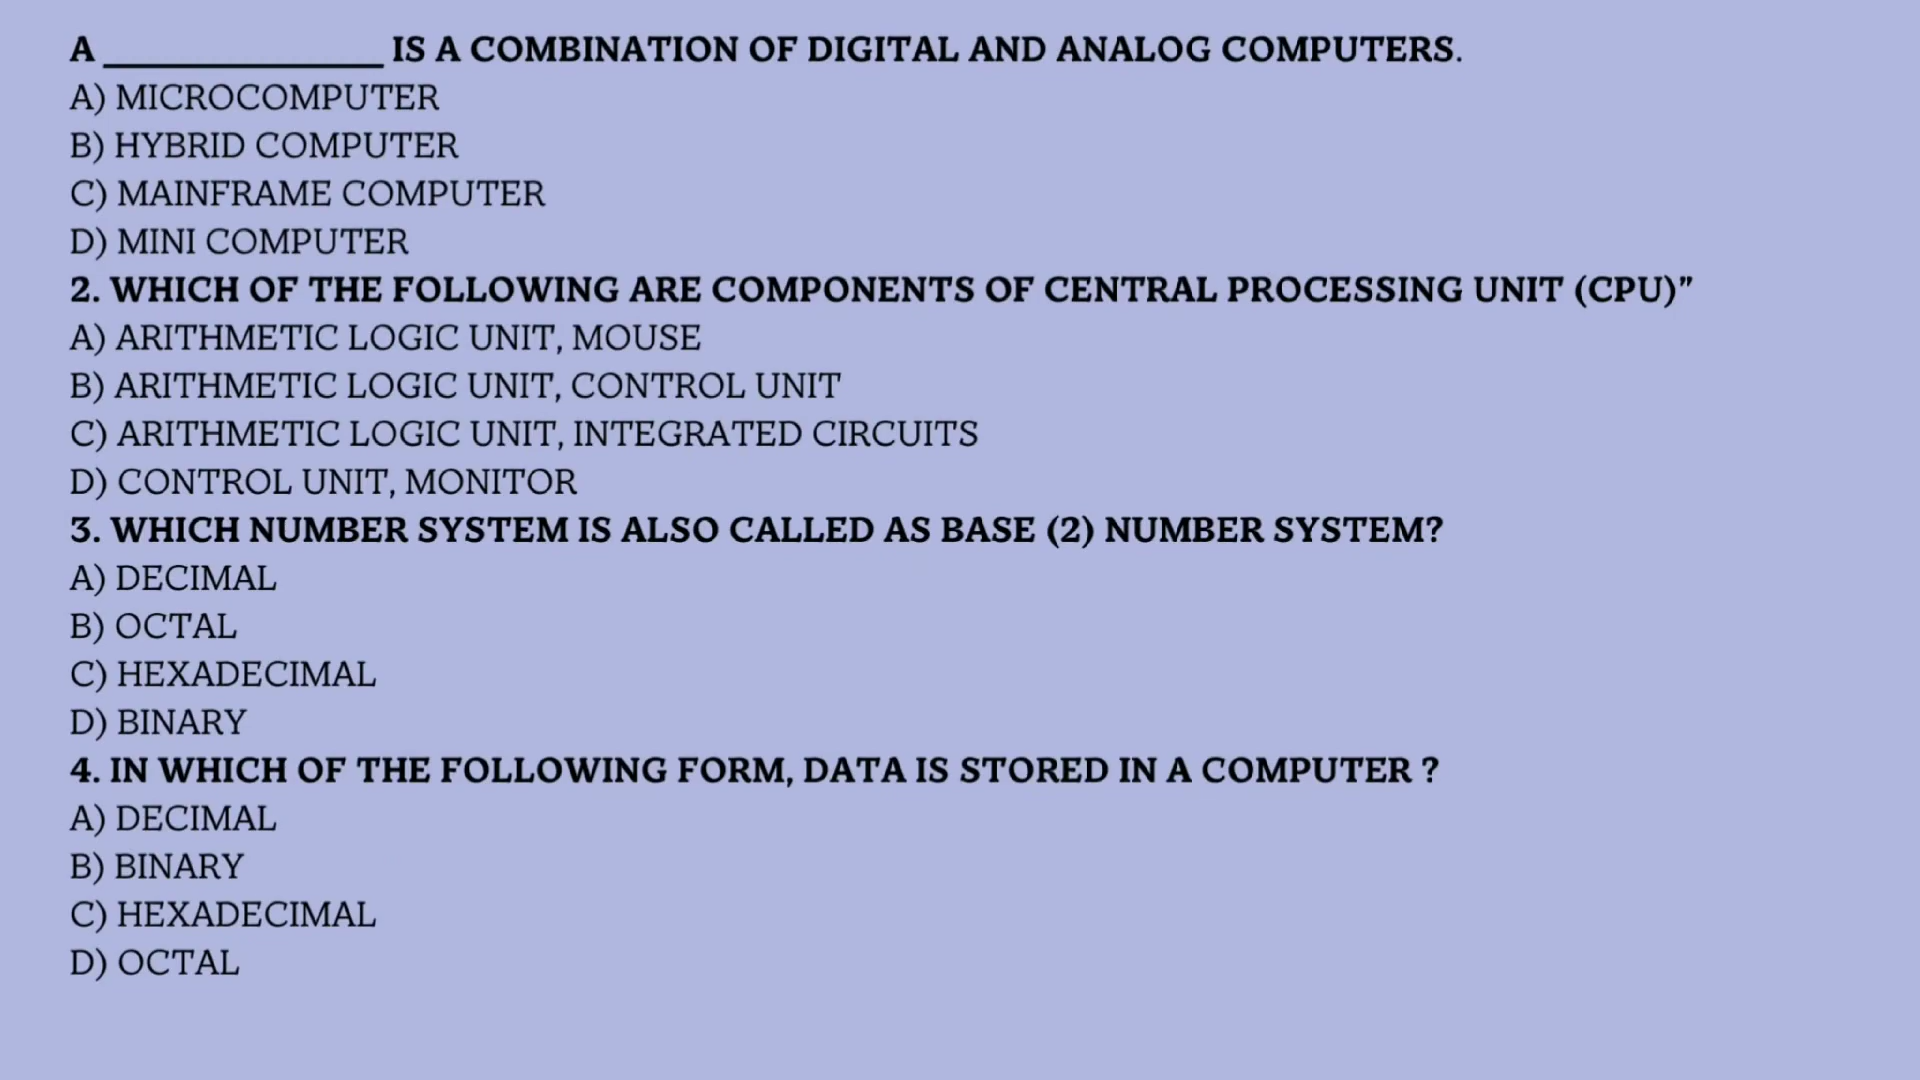 A ______________ IS A COMBINATION OF DIGITAL AND ANALOG COMPUTERS.
A) MICROCOMPUTER
B) HYBRID COMPUTER
C) MAINFRAME COMPUTER
D) MINI COMPUTER
2. WHICH OF THE FOLLOWING ARE COMPONENTS OF CENTRAL PROCESSING UNIT (CPU)”
A) ARITHMETIC LOGIC UNIT, MOUSE
B) ARITHMETIC LOGIC UNIT, CONTROL UNIT
C) ARITHMETIC LOGIC UNIT, INTEGRATED CIRCUITS
D) CONTROL UNIT, MONITOR
3. WHICH NUMBER SYSTEM IS ALSO CALLED AS BASE (2) NUMBER SYSTEM?
A) DECIMAL
B) OCTAL
C) HEXADECIMAL
D) BINARY
4. IN WHICH OF THE FOLLOWING FORM, DATA IS STORED IN A COMPUTER ?
A) DECIMAL
B) BINARY
C) HEXADECIMAL
D) OCTAL